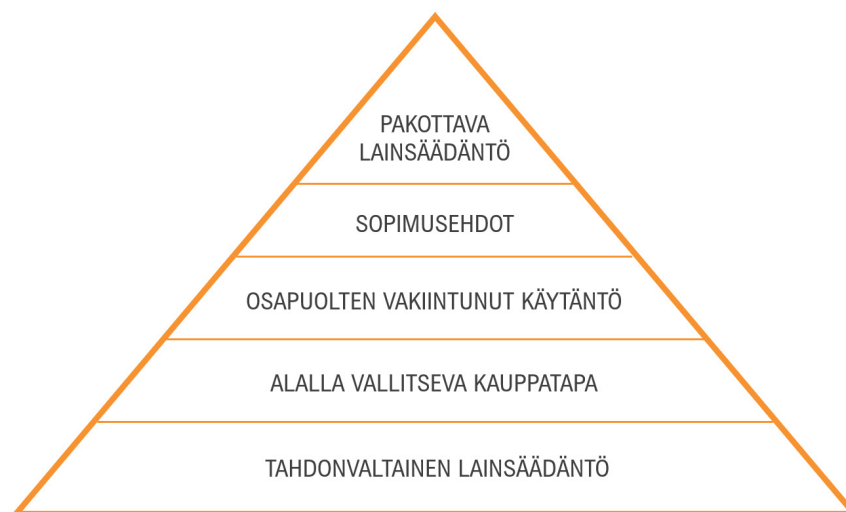 PAKOTTAVA
LAINSÄÄDÄNTÖ
SOPIMUSEHDOT
OSAPUOLTEN VAKIINTUNUT KÄYTÄNTÖ
ALALLA VALLITSEVA KAUPPATAPA
TAHDONVALTAINEN LAINSÄÄDÄNTÖ